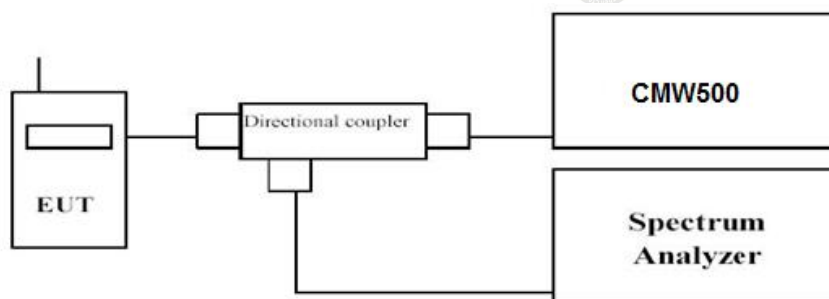 CMW500
Directional coupler
EUT
Spectrum
Analyzer